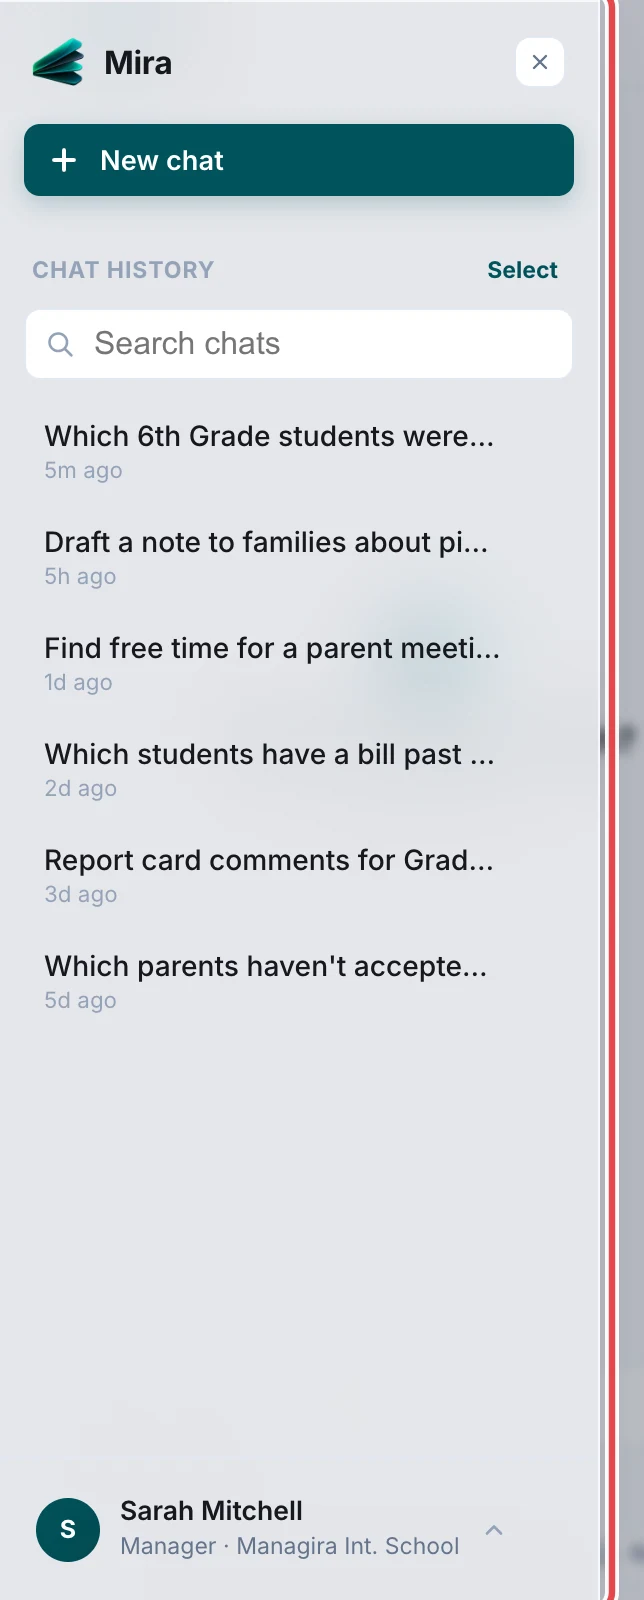 Mira
New chat
CHAT HISTORY
Select
Search chats
Which 6th Grade students were...
5m ago
Draft a note to families about pi...
5h ago
Find free time for a parent meeti...
1d ago
Which students have a bill past ...
2d ago
Report card comments for Grad...
3d ago
Which parents haven't accepte...
5d ago
S
Sarah Mitchell
Manager · Managira Int. School